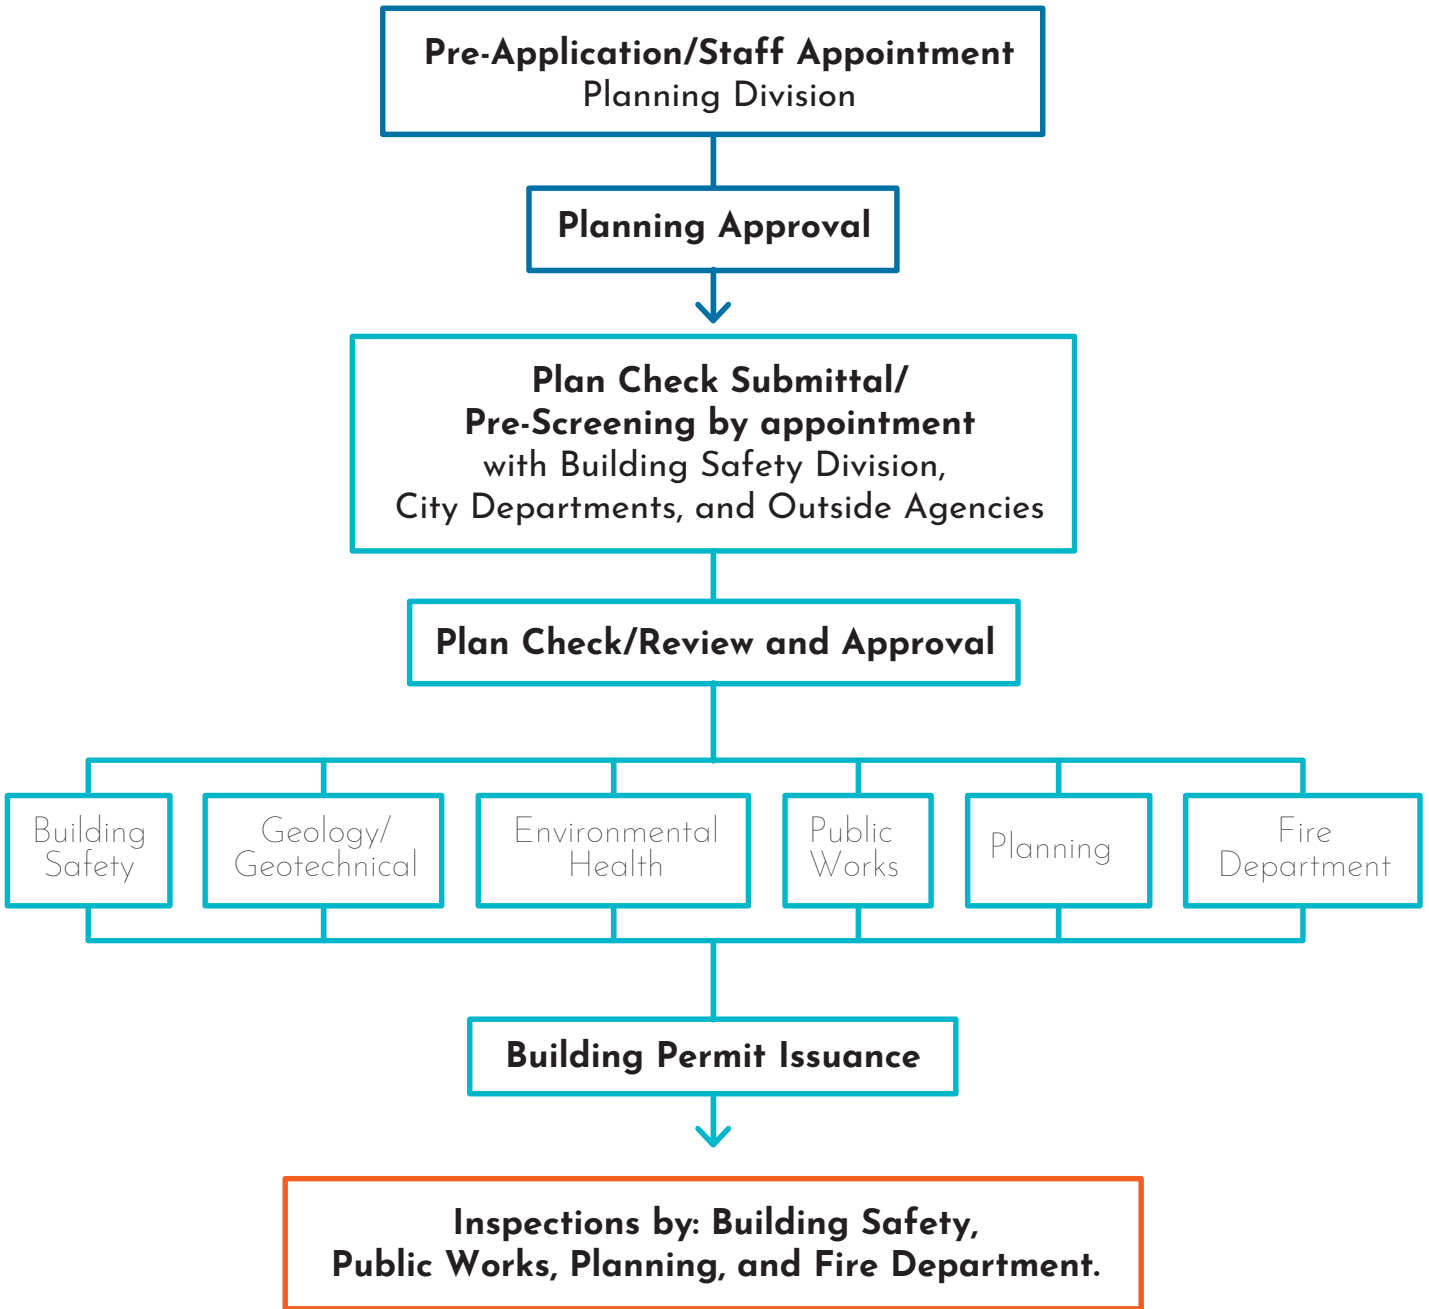 Pre-Application/Staff Appointment
Planning Division
Planning Approval
Plan Check Submittal/
Pre-Screening by appointment
with Building Safety Division,
City Departments, and Outside Agencies
Plan Check/Review and Approval
Building
Safety
Geology/
Geotechnical
Environmental
Health
Public
Works
Planning
Fire
Department
Building Permit Issuance
Inspections by: Building Safety,
Public Works, Planning, and Fire Department.